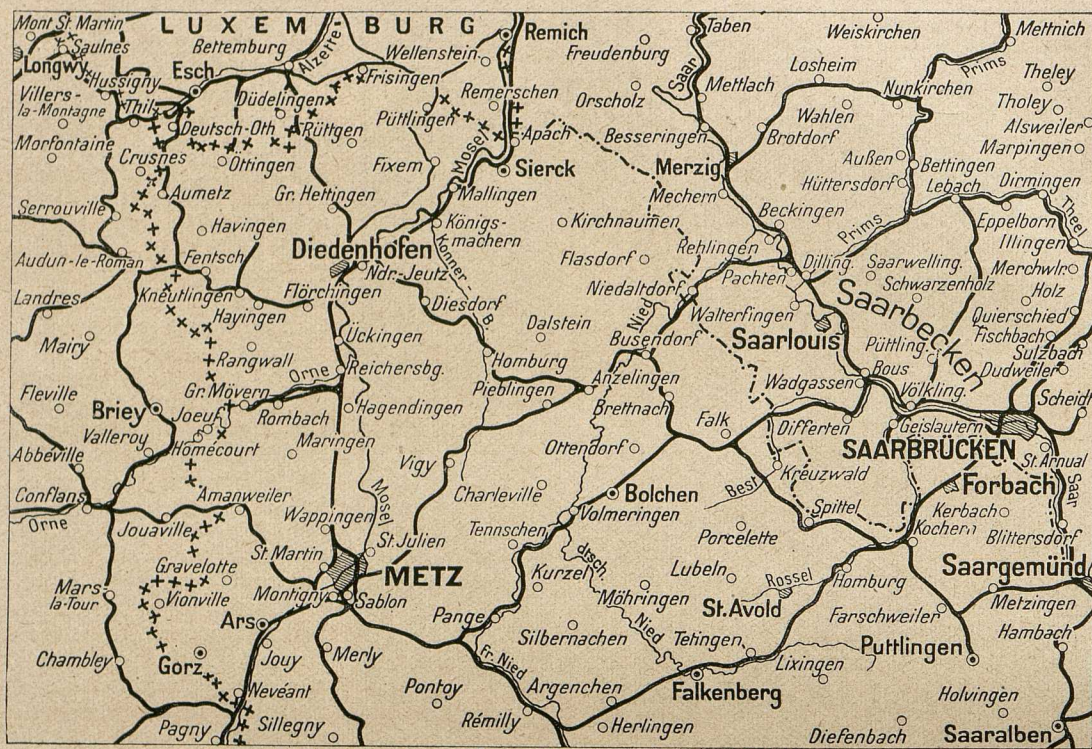 LUXEMBURG
Mont St. Martin
Saulnes
Longwy
Hussigny
Villers-
la-Montagne
Thil
Morfontaine
Esch
Bettemburg
Alzette
Wellenstein
Frisingen
Düdelingen
Deutsch-Oth
Rüttgen
Püttlingen
Remerschen
Remich
Apach
Sierck
Mosel
Crusnes
Öttingen
Fixem
Mallingen
Aumetz
Gr. Hettingen
Königs-
machern
Serrouville
Havingen
Diedenhofen
Ndr.-Jeutz
Konner-
B.
Audun-le-Roman
Fentsch
Landres
Kneutlingen
Flörchingen
Diesdorf
Hayingen
Ückingen
Mairy
Rangwall
Reichersbg.
Homburg
Orne
Gr. Mövern
Fleville
Briey
Joeuf
Rombach
Hagendingen
Pieblingen
Valleroy
Homécourt
Maringen
Abbéville
Vigy
Conflans
Orne
Amanweiler
Mosel
Charleville
Jouaville
Wappingen
St. Julien
Tennschen
Gravelotte
St. Martin
METZ
Mars-
la-Tour
Vionville
Montigny
Sablon
Ars
Pange
Chambley
Gorz
Jouy
Merly
Fr. Nied
Nevéant
Pontoy
Pagny
Sillegny
Rémilly
Freudenburg
Taben
Weiskirchen
Mettnich
Losheim
Prims
Saar
Mettlach
Nunkirchen
Theley
Orscholz
Wahlen
Tholey
Besseringen
Brotdorf
Alsweiler
Marpingen
Merzig
Außen
Bettingen
Mechern
Hüttersdorf
Lebach
Dirmingen
Kirchnaumen
Beckingen
Prims
Eppelborn
Theel
Rehlingen
Illingen
Flasdorf
Pachten
Dilling.
Saarwelling.
Merchwlr.
Niedaltdorf
Schwarzenholz
Holz
Nied
Walterfingen
Saarbecken
Quierschied
Dalstein
Busendorf
Saarlouis
Püttling.
Fischbach
Sulzbach
Anzelingen
Wadgassen
Bous
Dudweiler
Völkling.
Scheidt
Brettnach
Falk
Differten
Geislautern
SAARBRÜCKEN
Ottendorf
Kreuzwald
St. Arnual
Bist
Forbach
Saar
Bolchen
Spittel
Kerbach
Volmeringen
Kochern
Blittersdorf
Porcelette
dtsch.
Nied
Kurzel
Lubeln
Rossel
Homburg
Saargemünd
Möhringen
St. Avold
Metzingen
Farschweiler
Silbernachen
Tetingen
Puttlingen
Hambach
Lixingen
Argenchen
Falkenberg
Holvingen
Herlingen
Diefenbach
Saaralben